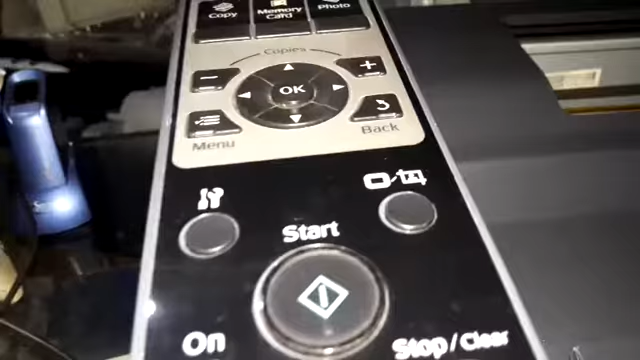 Copy
Memory Card
Photo
Copies
− +
OK
Menu
Back
Start
On
Stop/Clear